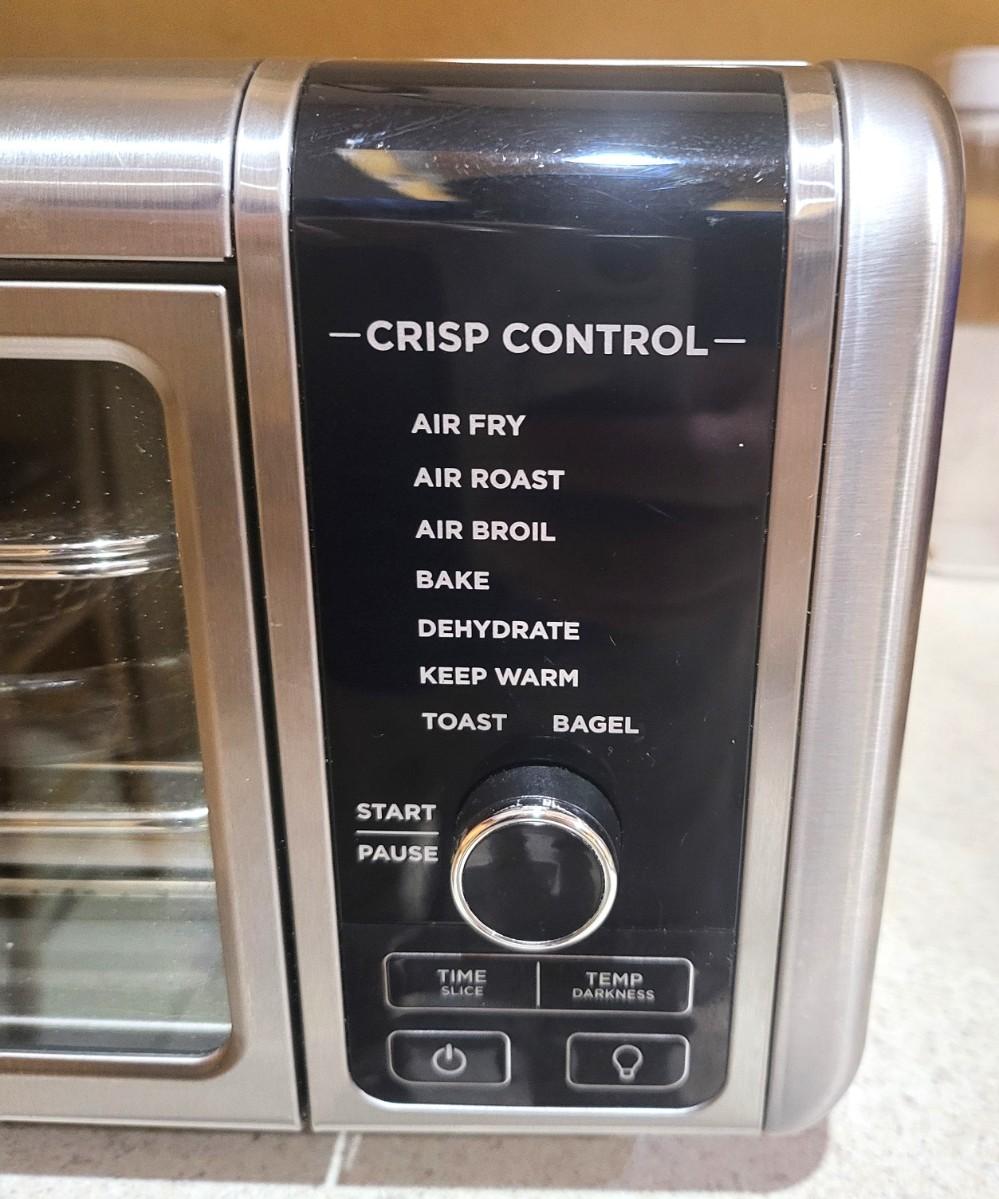 CRISP CONTROL
AIR FRY
AIR ROAST
AIR BROIL
BAKE
DEHYDRATE
KEEP WARM
TOAST BAGEL
START
PAUSE
TIME TEMP
SLICE DARKNESS